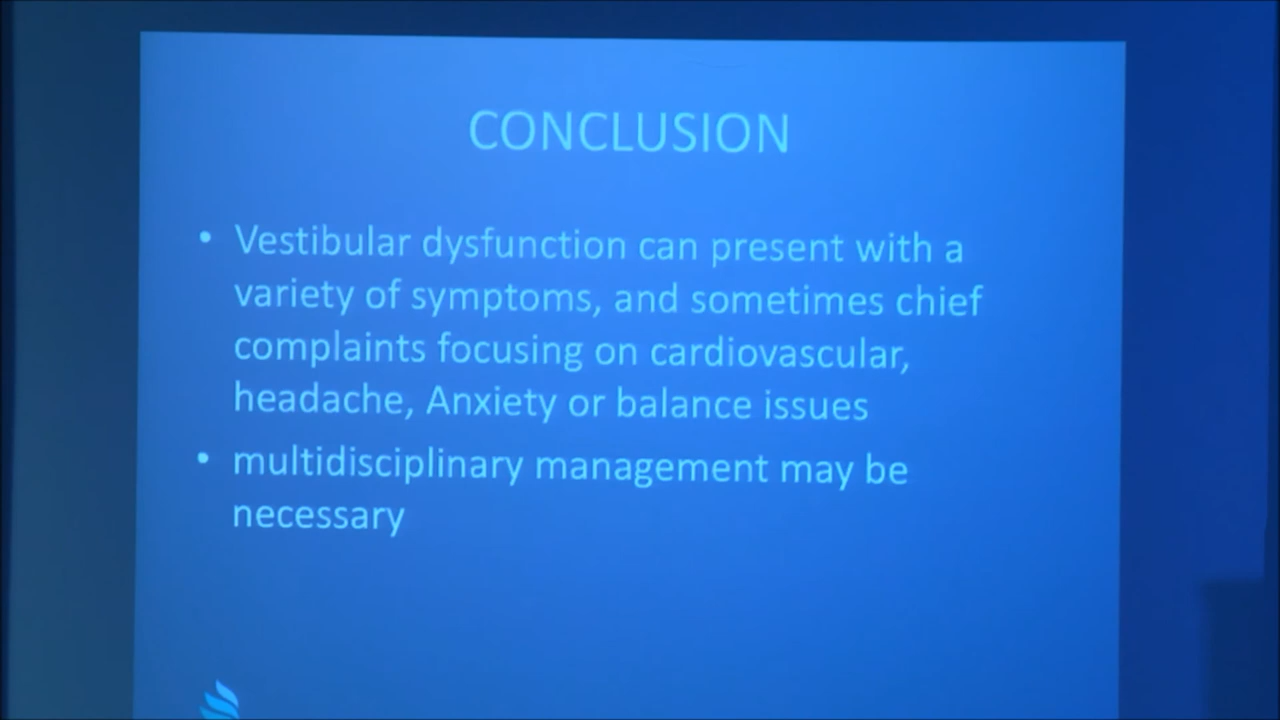 CONCLUSION
• Vestibular dysfunction can present with a
variety of symptoms, and sometimes chief
complaints focusing on cardiovascular,
headache, Anxiety or balance issues
• multidisciplinary management may be
necessary